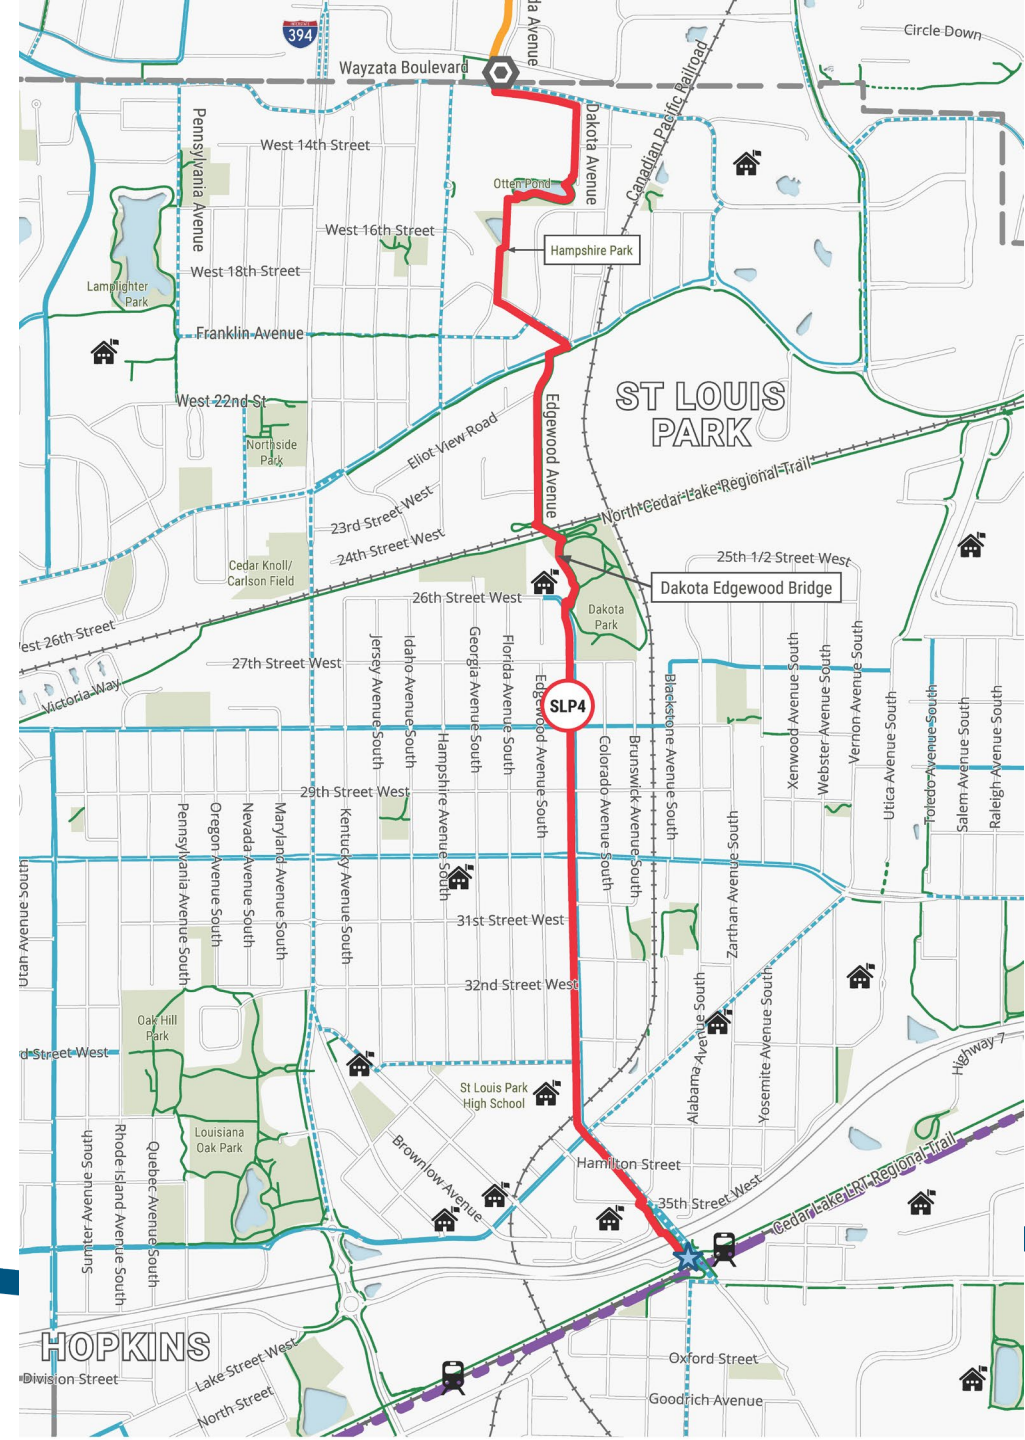 da Avenue
INTERSTATE
394
Circle Down
Wayzata Boulevard
Canadian Pacific Railroad
Pennsylvania Avenue
Dakota Avenue
West 14th Street
Otten Pond
West 16th Street
Hampshire Park
West 18th Street
Lamplighter
Park
Franklin Avenue
ST LOUIS
PARK
West 22nd St
Edgewood Avenue
Eliot View Road
Northside
Park
North Cedar Lake Regional Trail
23rd Street West
24th Street West
25th 1/2 Street West
Cedar Knoll/
Carlson Field
Dakota Edgewood Bridge
26th Street West
Dakota
Park
est 26th Street
27th Street West
Victoria Way
Jersey Avenue South
Idaho Avenue South
Georgia Avenue South
Florida Avenue South
Edgewood Avenue South
SLP4
Blackstone Avenue South
Xenwood Avenue South
Webster Avenue South
Vernon Avenue South
Utica Avenue South
Toledo Avenue South
Salem Avenue South
Raleigh Avenue South
Hampshire Avenue South
Colorado Avenue South
Brunswick Avenue South
29th Street West
Pennsylvania Avenue South
Oregon Avenue South
Nevada Avenue South
Maryland Avenue South
Kentucky Avenue South
Zarthan Avenue South
Utah Avenue South
31st Street West
32nd Street West
Alabama Avenue South
Yosemite Avenue South
Oak Hill
Park
d Street West
Highway 7
St Louis Park
High School
Louisiana
Oak Park
Sumter Avenue South
Rhode Island Avenue South
Quebec Avenue South
Brownlow Avenue
Hamilton Street
35th Street West
Cedar Lake LRT Regional Trail
HOPKINS
Division Street
Lake Street West
North Street
Oxford Street
Goodrich Avenue